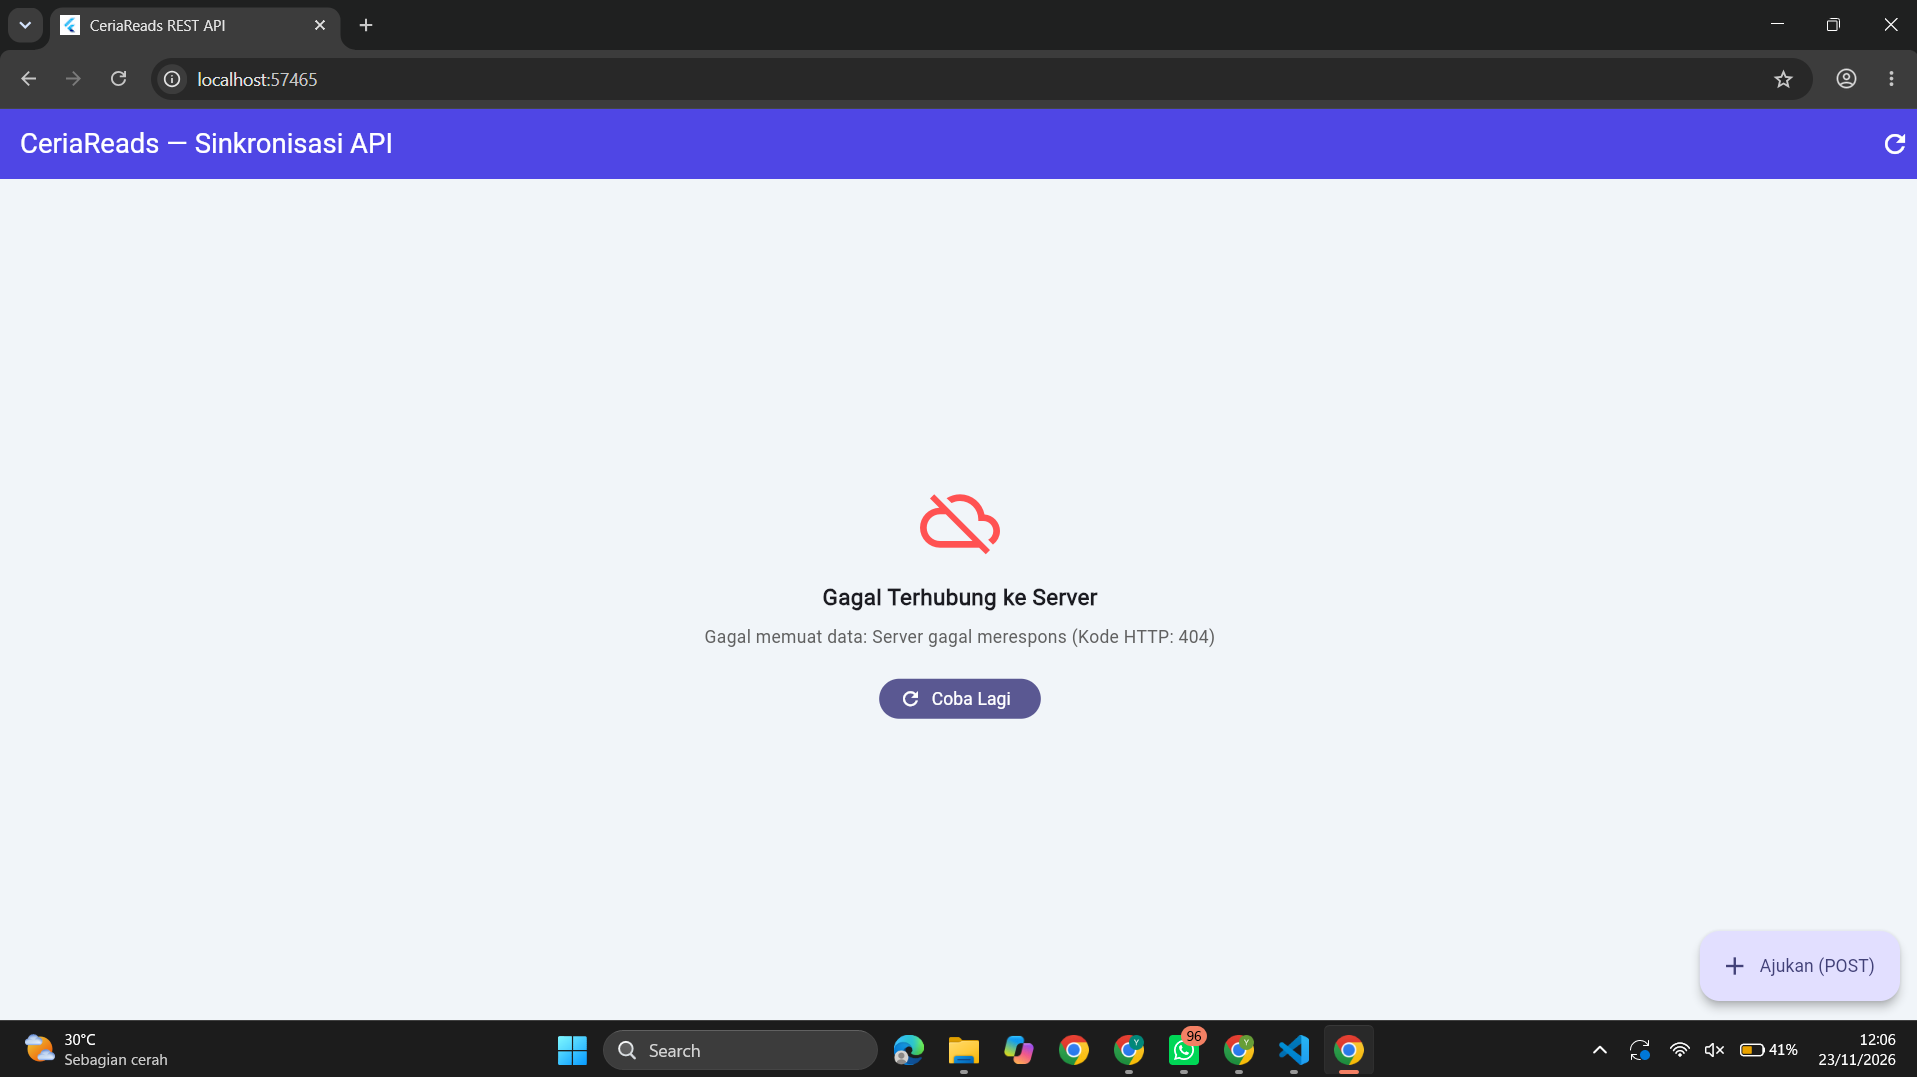 CeriaReads REST API
localhost:57465
CeriaReads — Sinkronisasi API
Gagal Terhubung ke Server
Gagal memuat data: Server gagal merespons (Kode HTTP: 404)
Coba Lagi
Ajukan (POST)
30°C
Sebagian cerah
Search
Y
96
Y
41%
12:06
23/11/2026